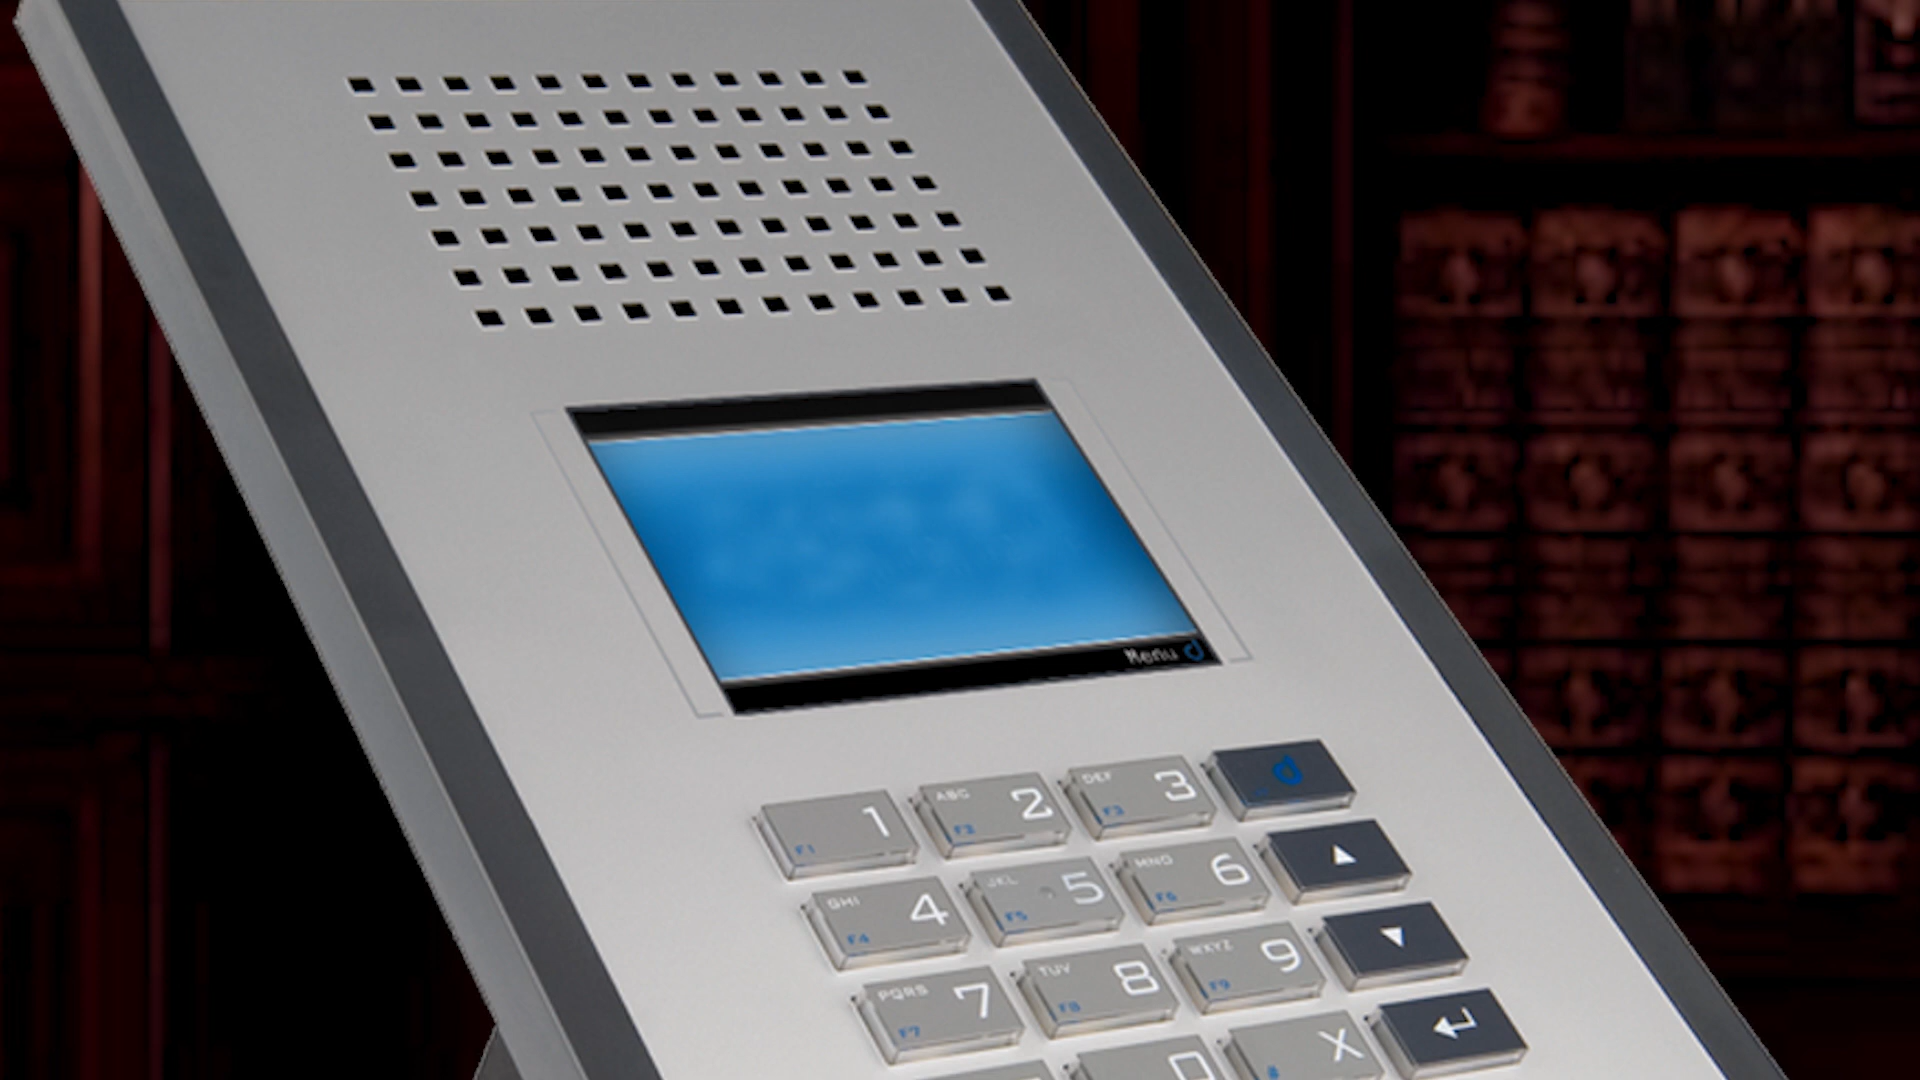 Menu
1
F1
ABC 2
F2
DEF 3
F3
GHI 4
F4
JKL 5
F5
MNO 6
F6
PQRS 7
F7
TUV 8
F8
WXYZ 9
F9
0
X